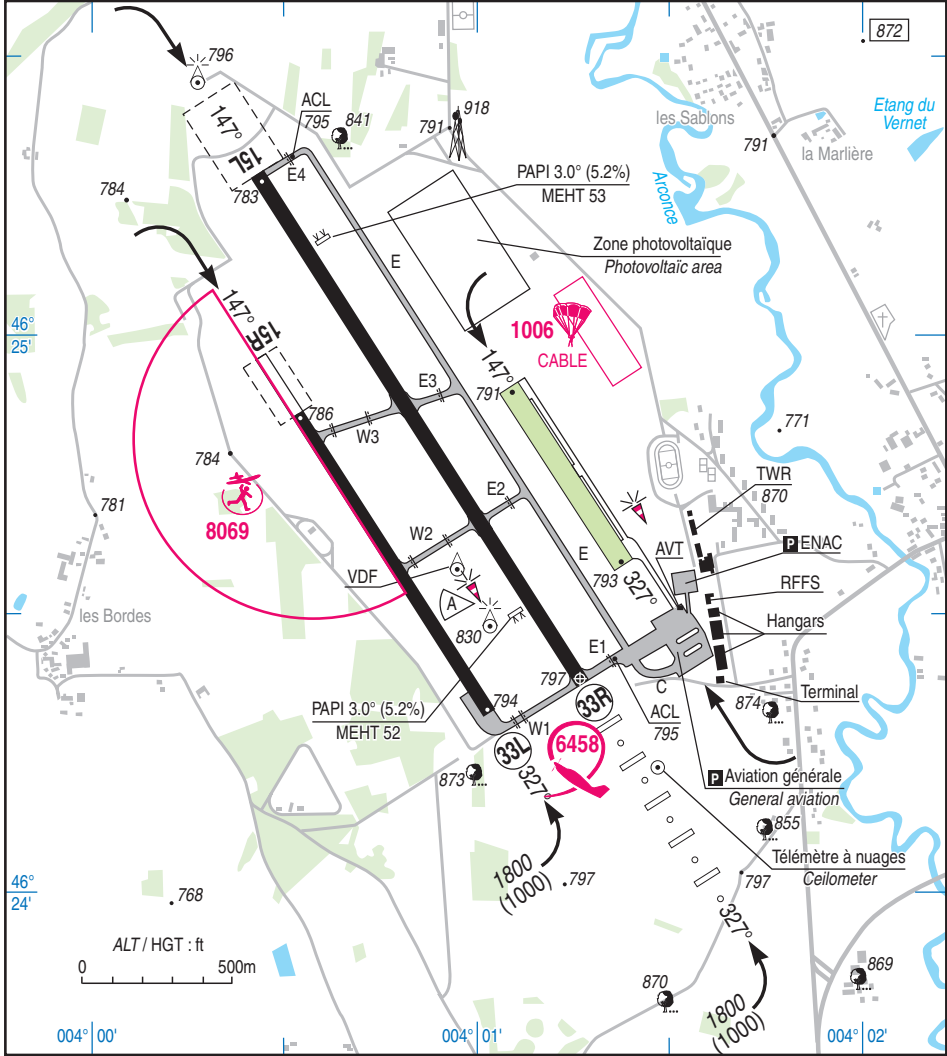 872
796
918
ACL
795
841
791
les Sablons
Etang du
Vernet
791
la Marlière
147°
15L
E4
783
PAPI 3.0° (5.2%)
MEHT 53
784
Arconce
Zone photovoltaïque
Photovoltaïc area
E
147°
15R
46°
25'
1006
CABLE
147°
791
E3
786
W3
771
784
TWR
870
781
8069
E2
W2
E
AVT
P ENAC
VDF
793
327°
RFFS
A
les Bordes
830
Hangars
E1
797
C
Terminal
794
33R
874
PAPI 3.0° (5.2%)
MEHT 52
W1
ACL
795
33L
6458
873
327°
P Aviation générale
General aviation
855
Télémètre à nuages
Ceilometer
1800
(1000)
797
797
46°
24'
768
327°
ALT / HGT : ft
0
500m
870
869
1800
(1000)
004° 00'
004° 01'
004° 02'